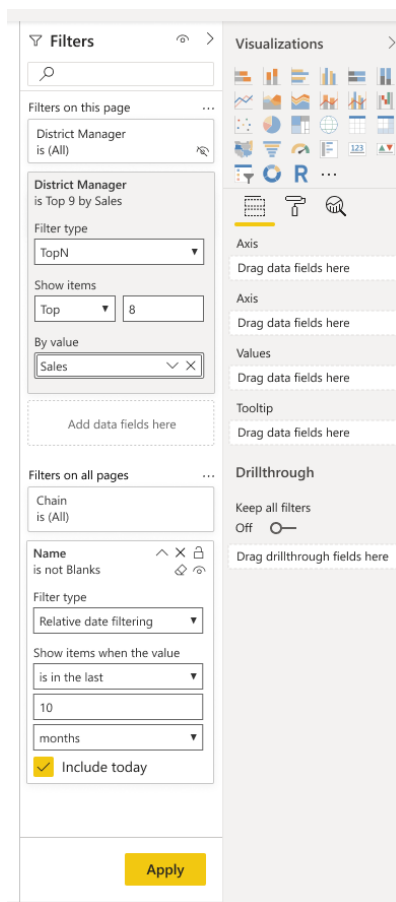 Filters
Filters on this page
...
District Manager
is (All)
District Manager
is Top 9 by Sales
Filter type
TopN
Show items
Top
8
By value
Sales
Add data fields here
Filters on all pages
...
Chain
is (All)
Name
is not Blanks
Filter type
Relative date filtering
Show items when the value
is in the last
10
months
Include today
Apply
Visualizations
123
R
...
Axis
Drag data fields here
Axis
Drag data fields here
Values
Drag data fields here
Tooltip
Drag data fields here
Drillthrough
Keep all filters
Off
Drag drillthrough fields here